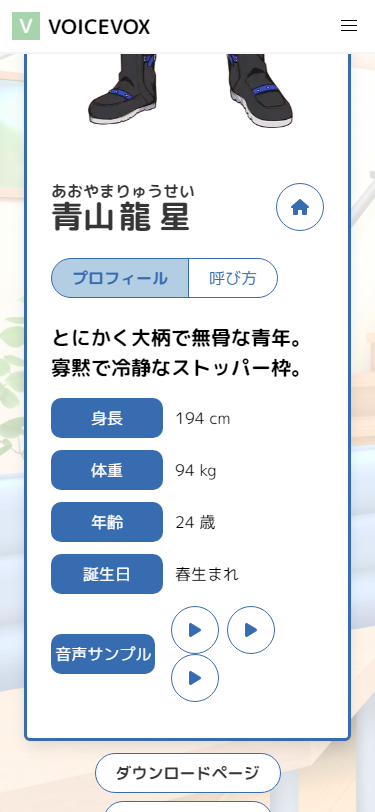 V VOICEVOX
あおやまりゅうせい
青山 龍 星
プロフィール 呼び方
とにかく大柄で無骨な青年。
寡黙で冷静なストッパー枠。
身長 194 cm
体重 94 kg
年齢 24 歳
誕生日 春生まれ
音声サンプル
ダウンロードページ